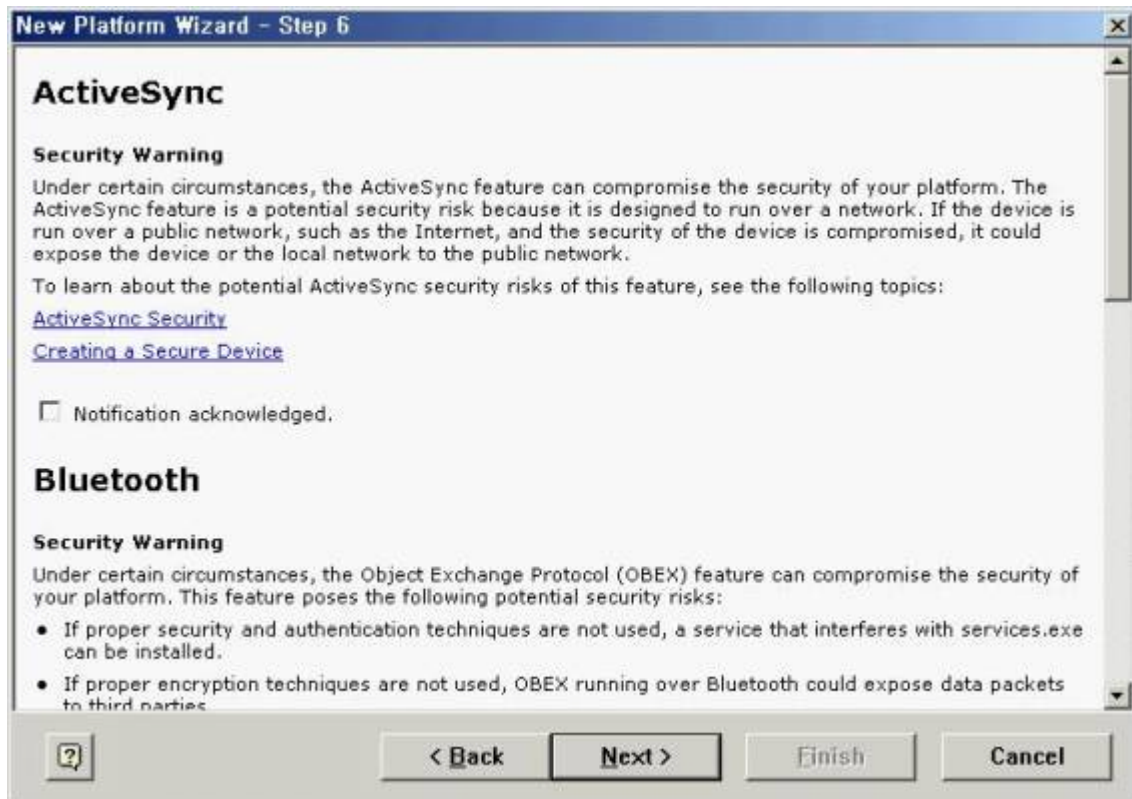 New Platform Wizard - Step 6
ActiveSync
Security Warning
Under certain circumstances, the ActiveSync feature can compromise the security of your platform. The
ActiveSync feature is a potential security risk because it is designed to run over a network. If the device is
run over a public network, such as the Internet, and the security of the device is compromised, it could
expose the device or the local network to the public network.
To learn about the potential ActiveSync security risks of this feature, see the following topics:
ActiveSync Security
Creating a Secure Device
Notification acknowledged.
Bluetooth
Security Warning
Under certain circumstances, the Object Exchange Protocol (OBEX) feature can compromise the security of
your platform. This feature poses the following potential security risks:
• If proper security and authentication techniques are not used, a service that interferes with services.exe
can be installed.
• If proper encryption techniques are not used, OBEX running over Bluetooth could expose data packets
to third parties.
< Back Next > Finish Cancel